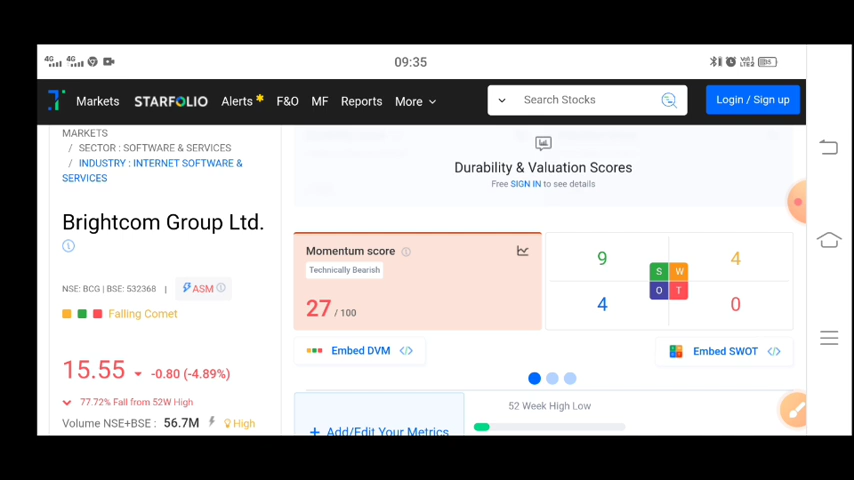 4G 4G 09:35 LTE2
Markets STARFOLIO Alerts F&O MF Reports More Search Stocks Login / Sign up
MARKETS
/ SECTOR : SOFTWARE & SERVICES
/ INDUSTRY : INTERNET SOFTWARE &
SERVICES
Brightcom Group Ltd.
NSE: BCG | BSE: 532368 | ASM
Falling Comet
15.55 -0.80 (-4.89%)
77.72% Fall from 52W High
Volume NSE+BSE : 56.7M High
Durability & Valuation Scores
Free SIGN IN to see details
Momentum score
Technically Bearish
27 / 100
9 4
S W
O T
4 0
Embed DVM
Embed SWOT
+ Add/Edit Your Metrics
52 Week High Low